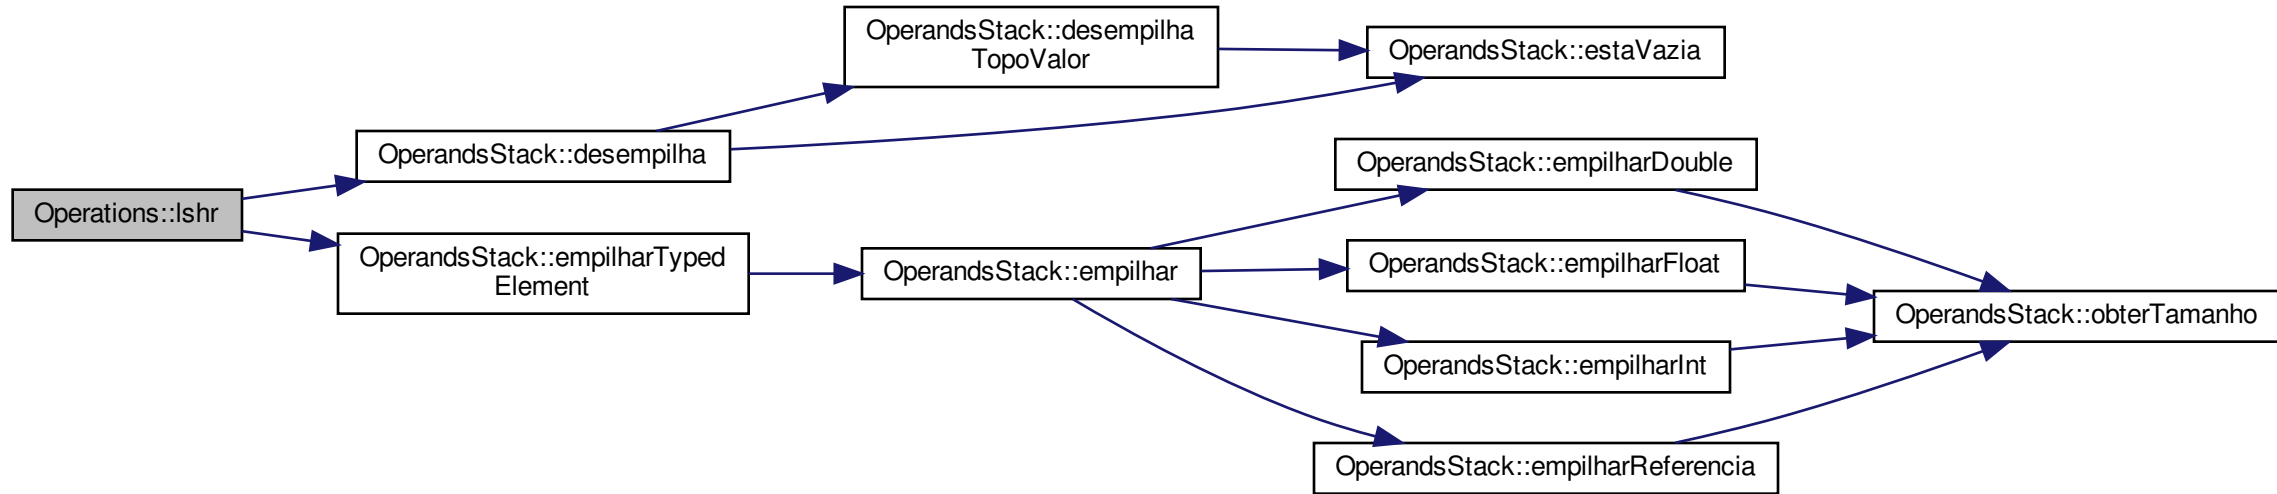 Operations::lshr
OperandsStack::desempilha
OperandsStack::empilharTyped
Element
OperandsStack::desempilha
TopoValor
OperandsStack::empilhar
OperandsStack::estaVazia
OperandsStack::empilharDouble
OperandsStack::empilharFloat
OperandsStack::empilharInt
OperandsStack::empilharReferencia
OperandsStack::obterTamanho